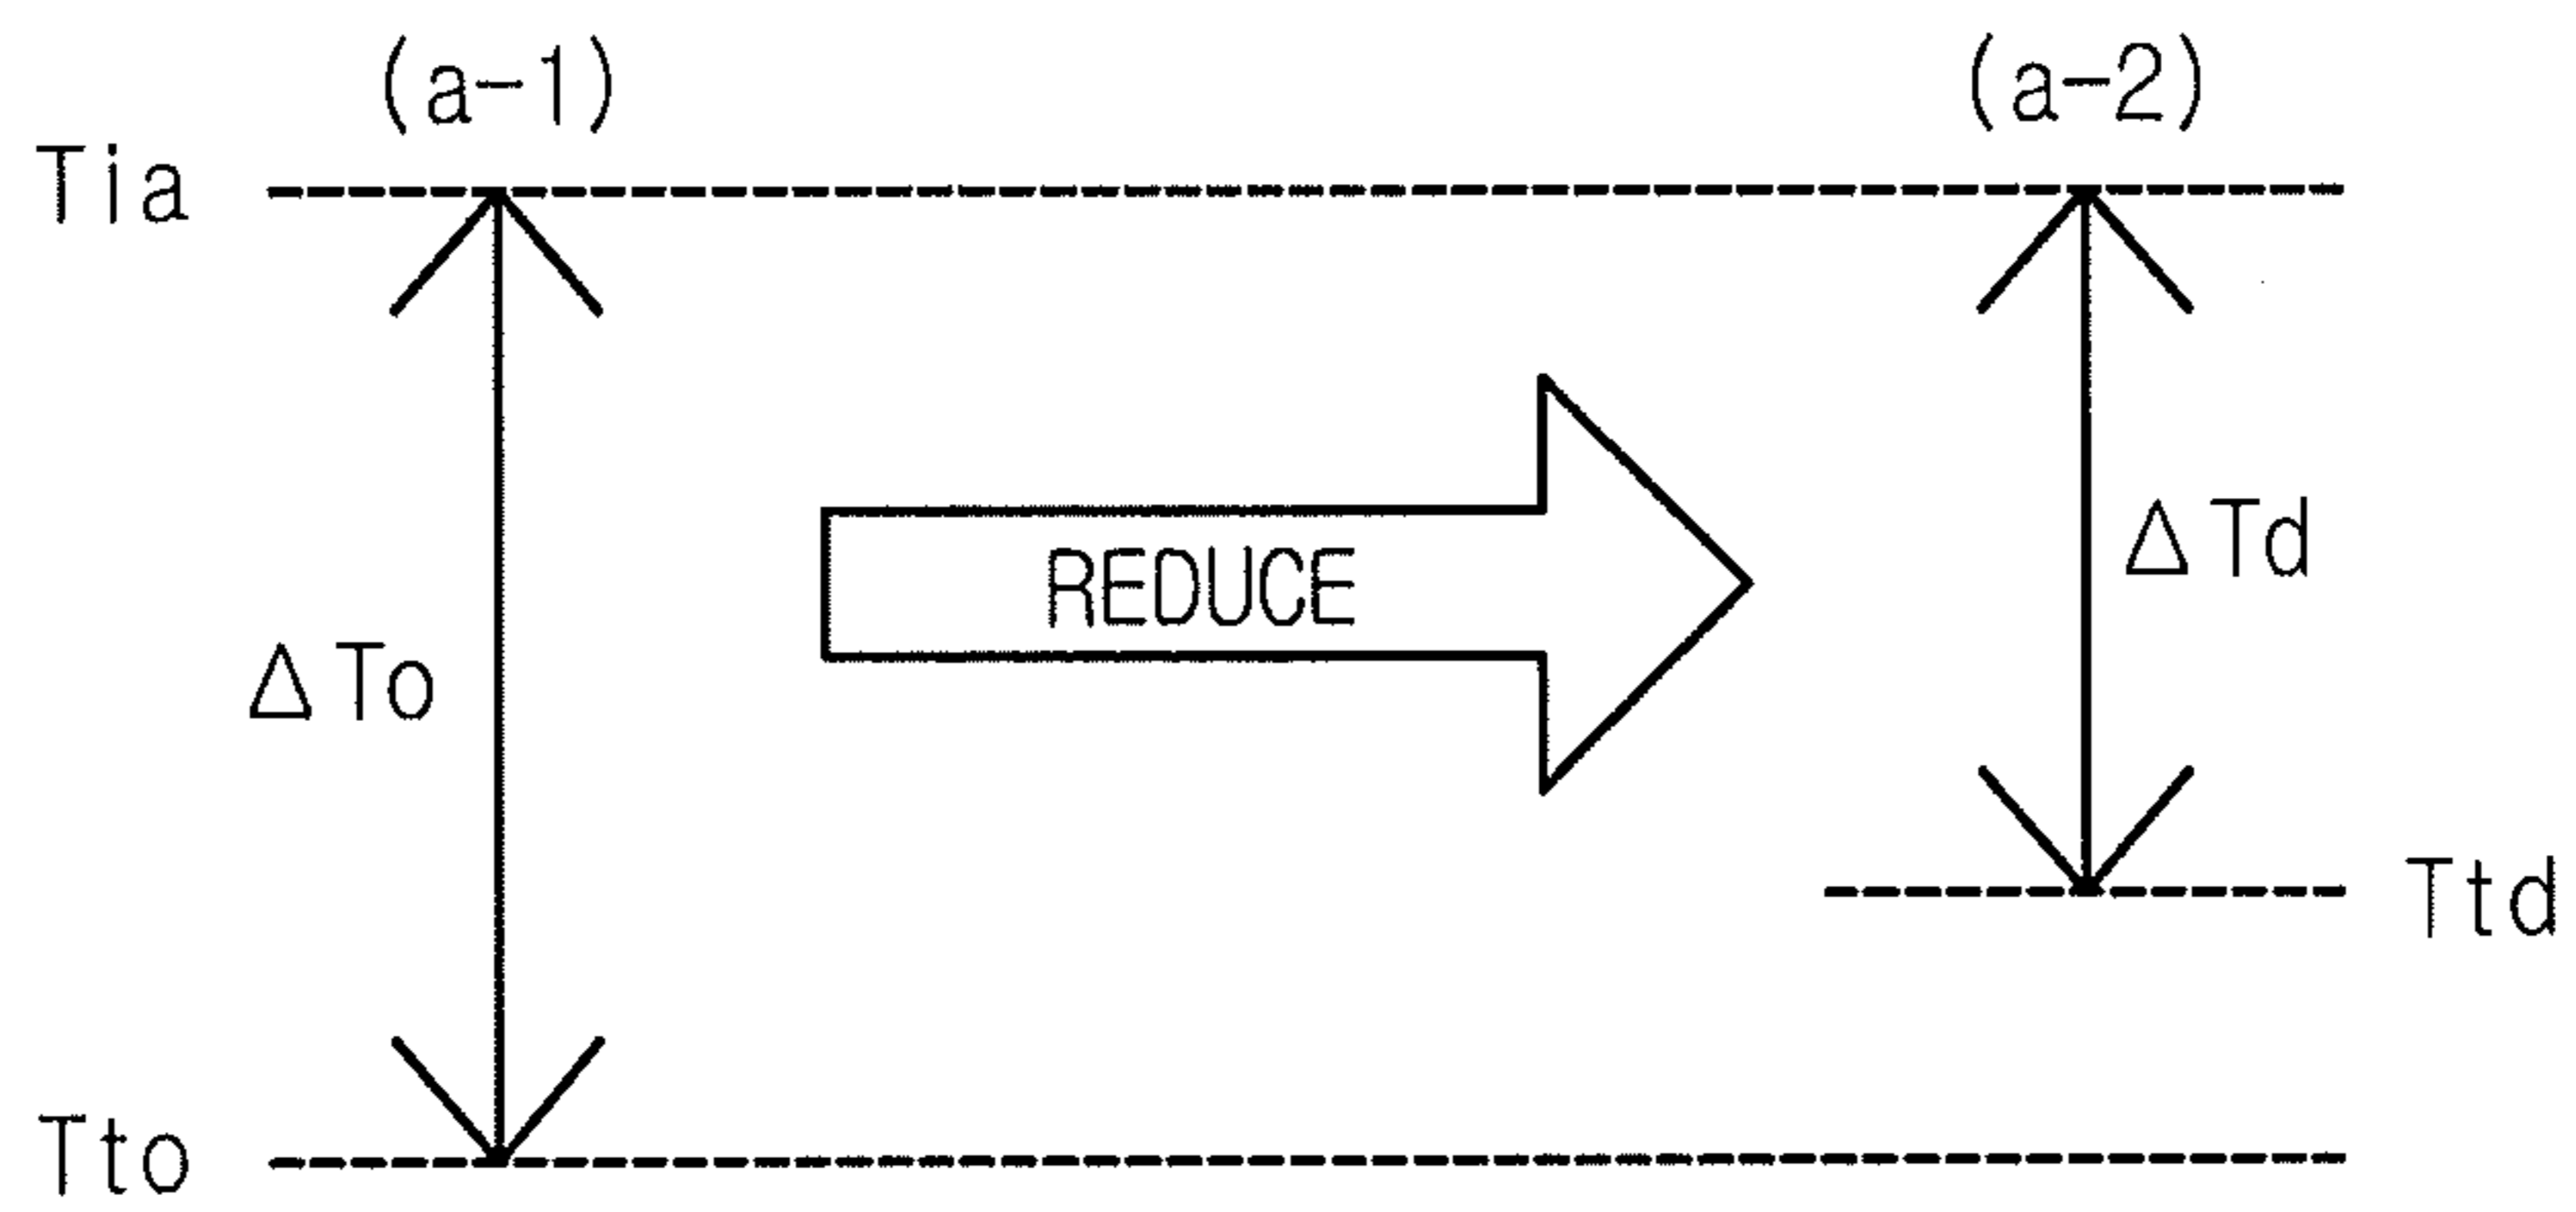 (a-1) (a-2)
Tia
REDUCE
ΔTd
ΔTo
Ttd
Tto